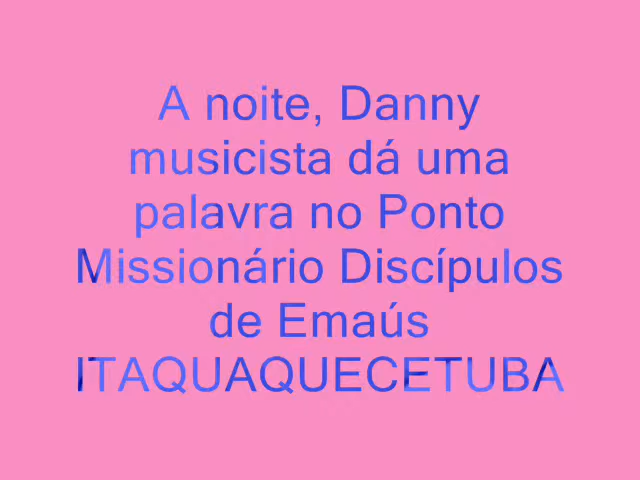 A noite, Danny
musicista dá uma
palavra no Ponto
Missionário Discípulos
de Emaús
ITAQUAQUECETUBA